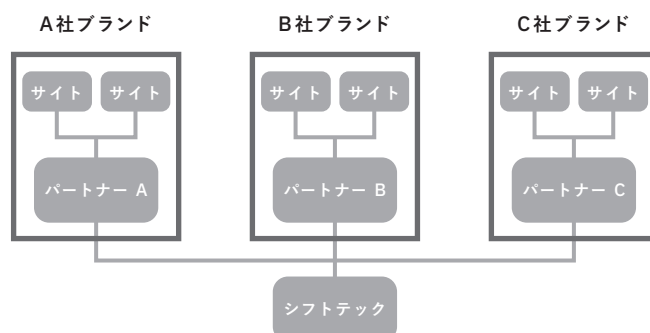 A社ブランド
B社ブランド
C社ブランド
サイト
サイト
サイト
サイト
サイト
サイト
パートナー A
パートナー B
パートナー C
シフトテック